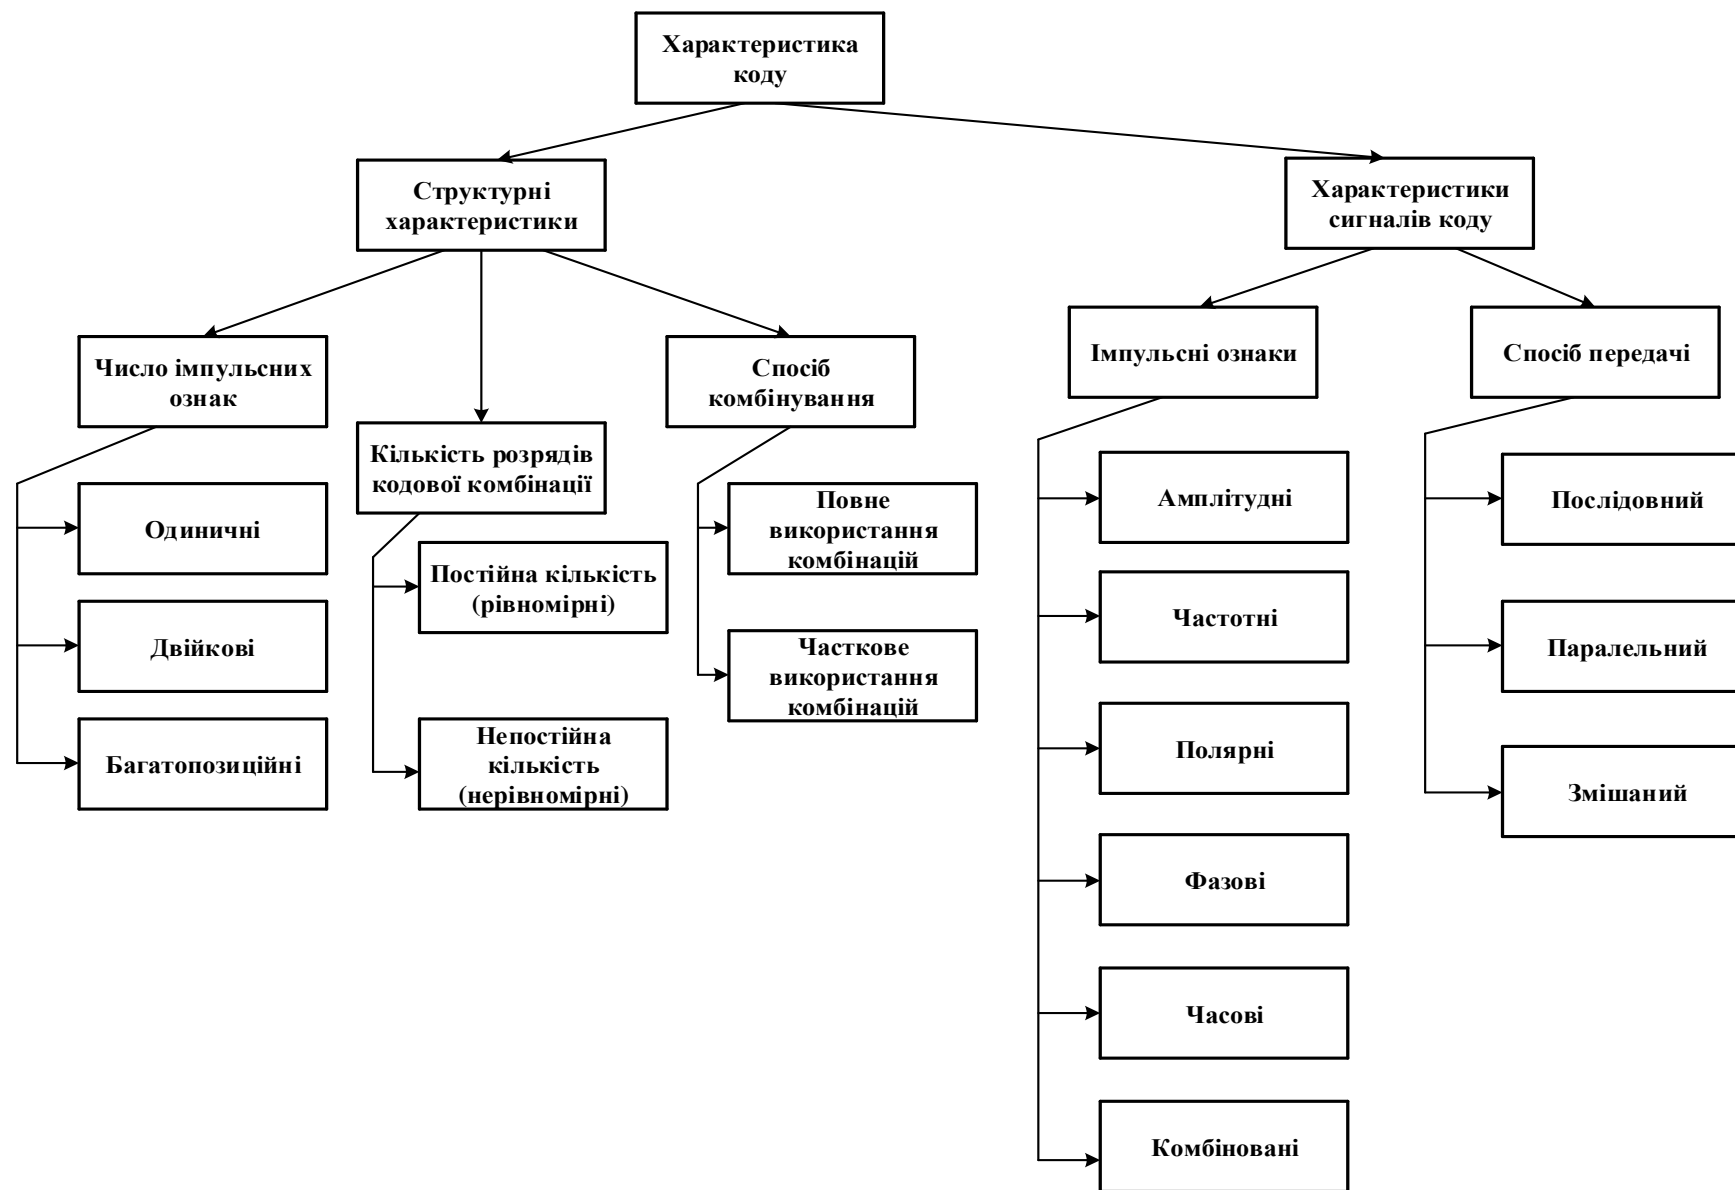 Характеристика
коду
Структурні
характеристики
Характеристики
сигналів коду
Число імпульсних
ознак
Спосіб
комбінування
Імпульсні ознаки
Спосіб передачі
Кількість розрядів
кодової комбінації
Одиничні
Двійкові
Багатопозиційні
Постійна кількість
(рівномірні)
Непостійна
кількість
(нерівномірні)
Повне
використання
комбінацій
Часткове
використання
комбінацій
Амплітудні
Частотні
Полярні
Фазові
Часові
Комбіновані
Послідовний
Паралельний
Змішаний